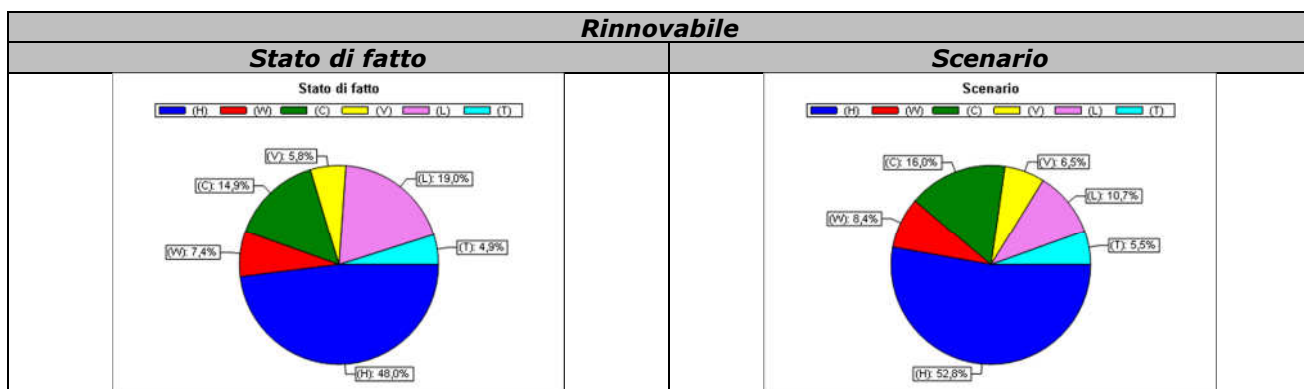 Rinnovabile
Stato di fatto
Scenario
Stato di fatto
(H) (W) (C) (V) (L) (T)
(V): 5,8%
(C): 14,9%
(L): 19,0%
(W): 7,4%
(T): 4,9%
(H): 48,0%
Scenario
(H) (W) (C) (V) (L) (T)
(C): 16,0%
(V): 6,5%
(L): 10,7%
(W): 8,4%
(T): 5,5%
(H): 52,8%